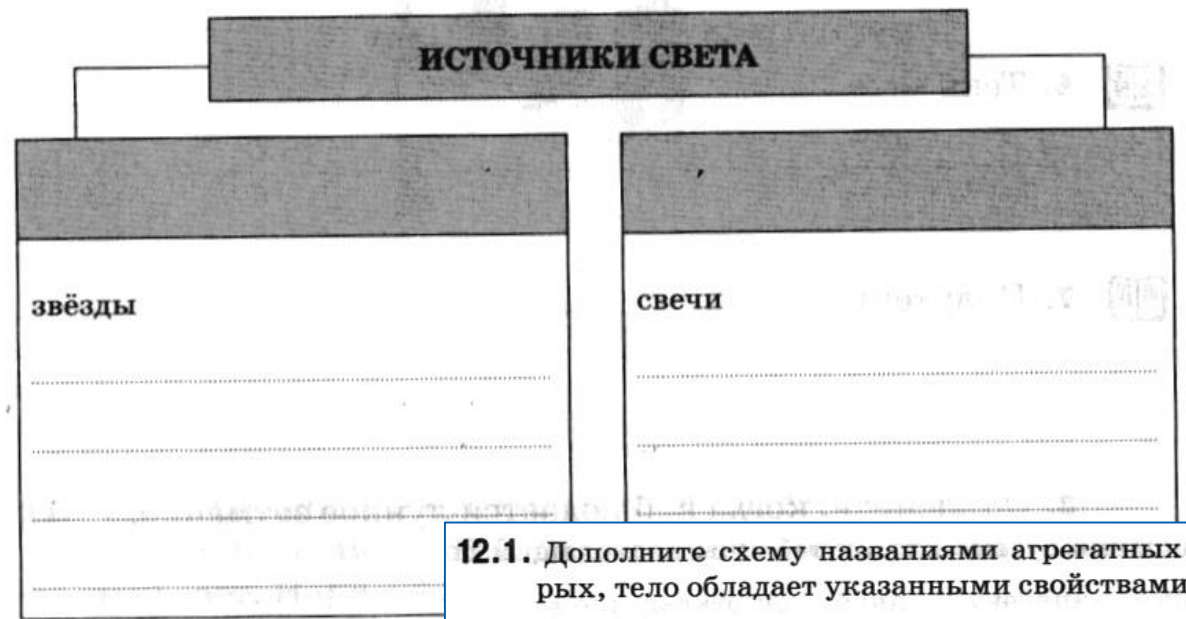 ИСТОЧНИКИ СВЕТА
звёзды
свечи
12.1. Дополните схему названиями агрегатных
рых, тело обладает указанными свойствами